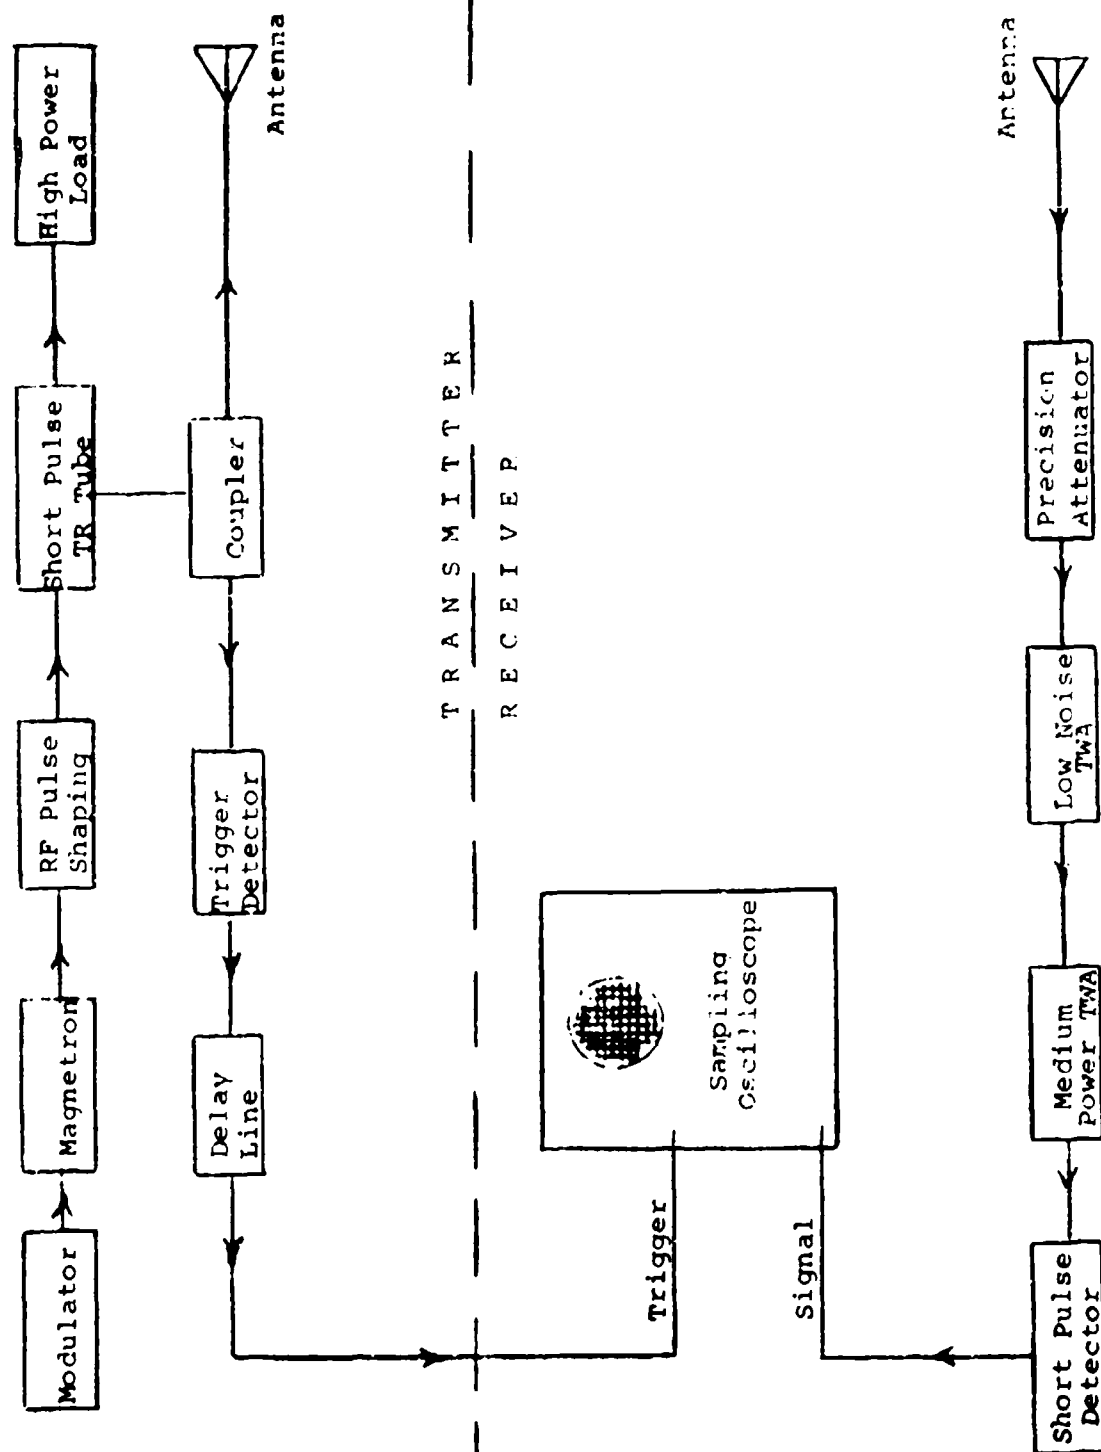 Modulator
Magnetron
RF Pulse
Shaping
Short Pulse
TR Tube
High Power
Load
Delay
Line
Trigger
Detector
Coupler
Antenna
TRANSMITTER
RECEIVER
Trigger
Signal
Sampling
Oscilloscope
Short Pulse
Detector
Medium
Power TWA
Low Noise
TWA
Precision
Attenuator
Antenna